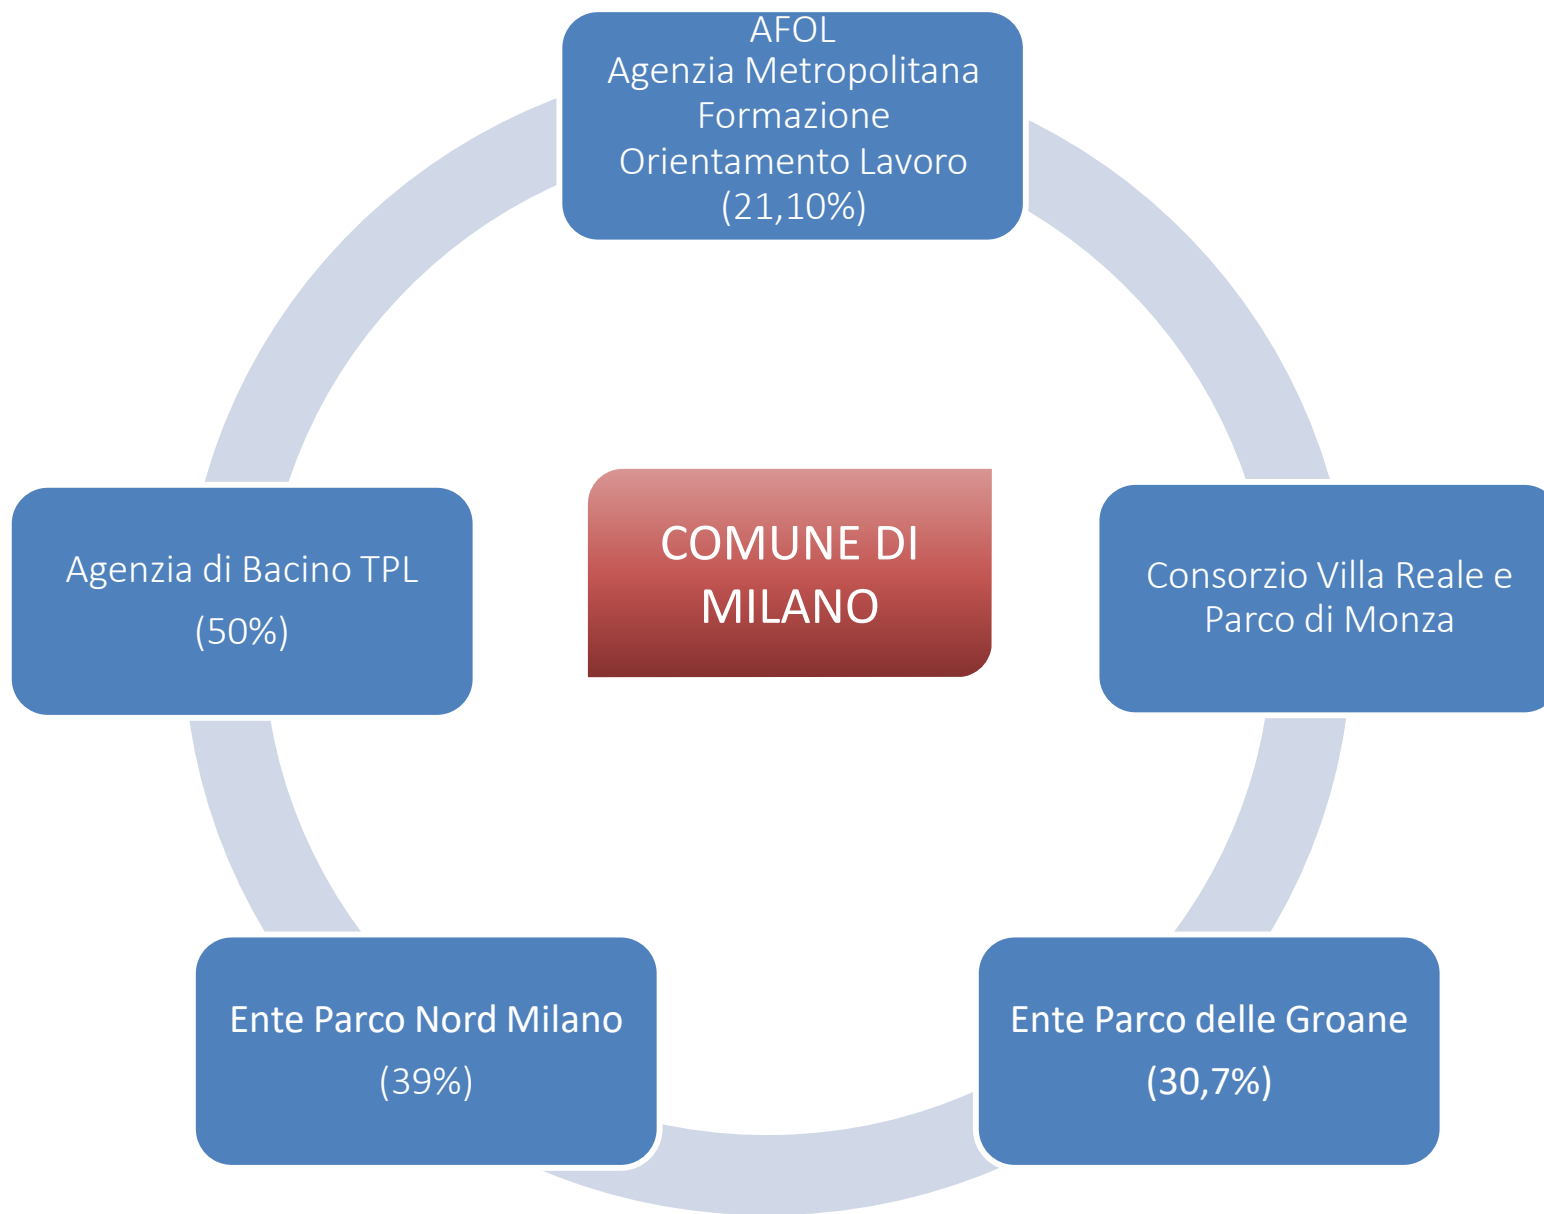 AFOL
Agenzia Metropolitana
Formazione
Orientamento Lavoro
(21,10%)
COMUNE DI
MILANO
Agenzia di Bacino TPL
(50%)
Consorzio Villa Reale e
Parco di Monza
Ente Parco Nord Milano
(39%)
Ente Parco delle Groane
(30,7%)